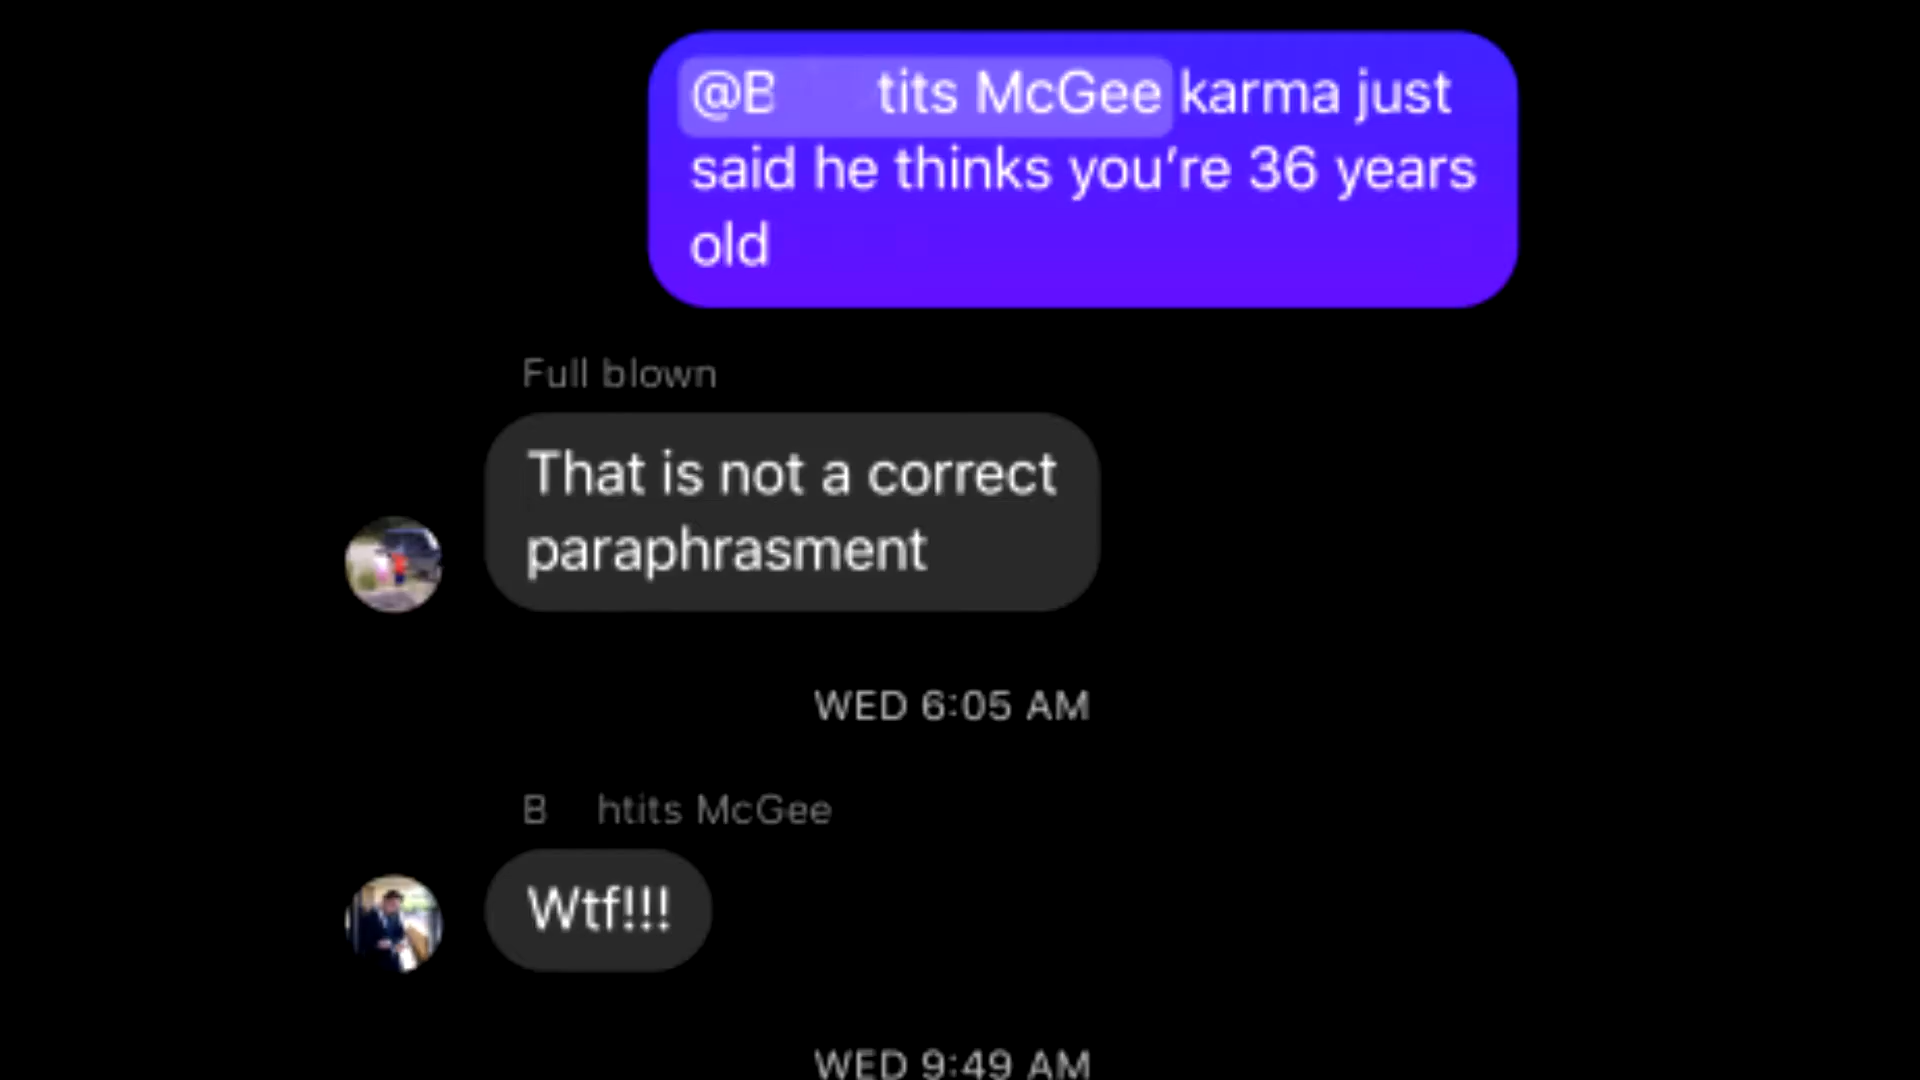 @B tits McGee karma just
said he thinks you’re 36 years
old
Full blown
That is not a correct
paraphrasment
WED 6:05 AM
B htits McGee
Wtf!!!
WED 9:49 AM